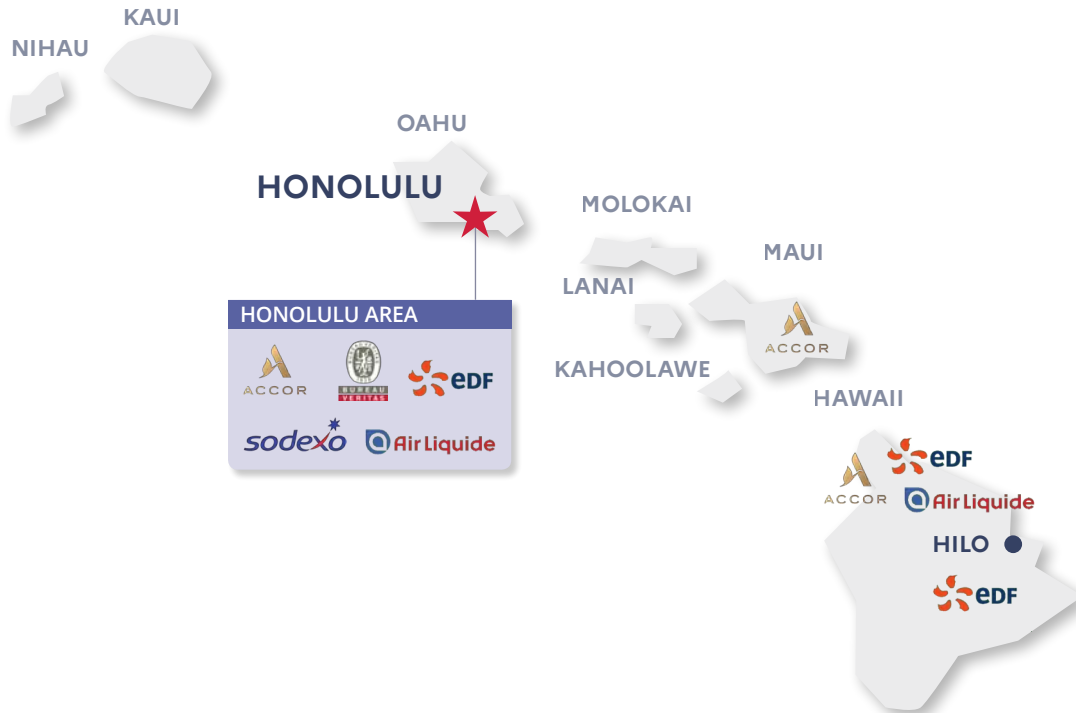 KAUI
NIHAU
OAHU
HONOLULU
MOLOKAI
MAUI
LANAI
HONOLULU AREA
ACCOR
KAHOOLAWE
ACCOR
BUREAU
VERITAS
eDF
HAWAII
sodexo
Air Liquide
eDF
ACCOR
Air Liquide
HILO
eDF